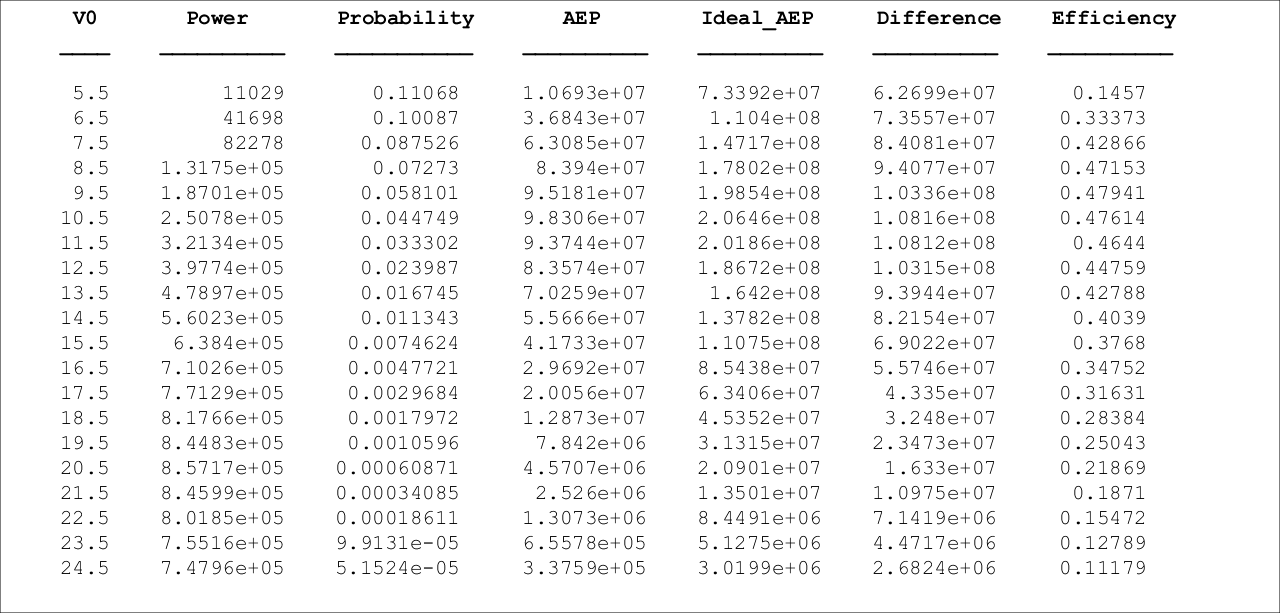 V0 Power Probability AEP Ideal_AEP Difference Efficiency
5.5 11029 0.11068 1.0693e+07 7.3392e+07 6.2699e+07 0.1457
6.5 41698 0.10087 3.6843e+07 1.104e+08 7.3557e+07 0.33373
7.5 82278 0.087526 6.3085e+07 1.4718e+08 8.4081e+07 0.42866
8.5 1.3175e+05 0.07273 8.394e+07 1.7802e+08 9.4077e+07 0.47153
9.5 1.8701e+05 0.058101 9.5181e+07 1.9854e+08 1.0336e+08 0.47941
10.5 2.5078e+05 0.044749 9.8306e+07 2.0646e+08 1.0816e+08 0.47614
11.5 3.2134e+05 0.033302 9.3744e+07 2.0186e+08 1.0812e+08 0.4644
12.5 3.9774e+05 0.023987 8.3574e+07 1.8672e+08 1.0315e+08 0.44759
13.5 4.7897e+05 0.016745 7.0259e+07 1.642e+08 9.3944e+07 0.42788
14.5 5.6023e+05 0.011343 5.5666e+07 1.3782e+08 8.2154e+07 0.4039
15.5 6.384e+05 0.0074624 4.1733e+07 1.1075e+08 6.9022e+07 0.3768
16.5 7.1026e+05 0.0047721 2.9692e+07 8.5438e+07 5.5746e+07 0.34752
17.5 7.7129e+05 0.0029684 2.0056e+07 6.3406e+07 4.335e+07 0.31631
18.5 8.1766e+05 0.0017972 1.2873e+07 4.5352e+07 3.248e+07 0.28384
19.5 8.4483e+05 0.0010596 7.842e+06 3.1315e+07 2.3473e+07 0.25043
20.5 8.5717e+05 0.00060871 4.5707e+06 2.0901e+07 1.633e+07 0.21869
21.5 8.4599e+05 0.00034085 2.526e+06 1.3501e+07 1.0975e+07 0.1871
22.5 8.0185e+05 0.00018611 1.3073e+06 8.4491e+06 7.1419e+06 0.15472
23.5 7.5516e+05 9.9131e-05 6.5578e+05 5.1275e+06 4.4717e+06 0.12789
24.5 7.4796e+05 5.1524e-05 3.3759e+05 3.0199e+06 2.6824e+06 0.11179